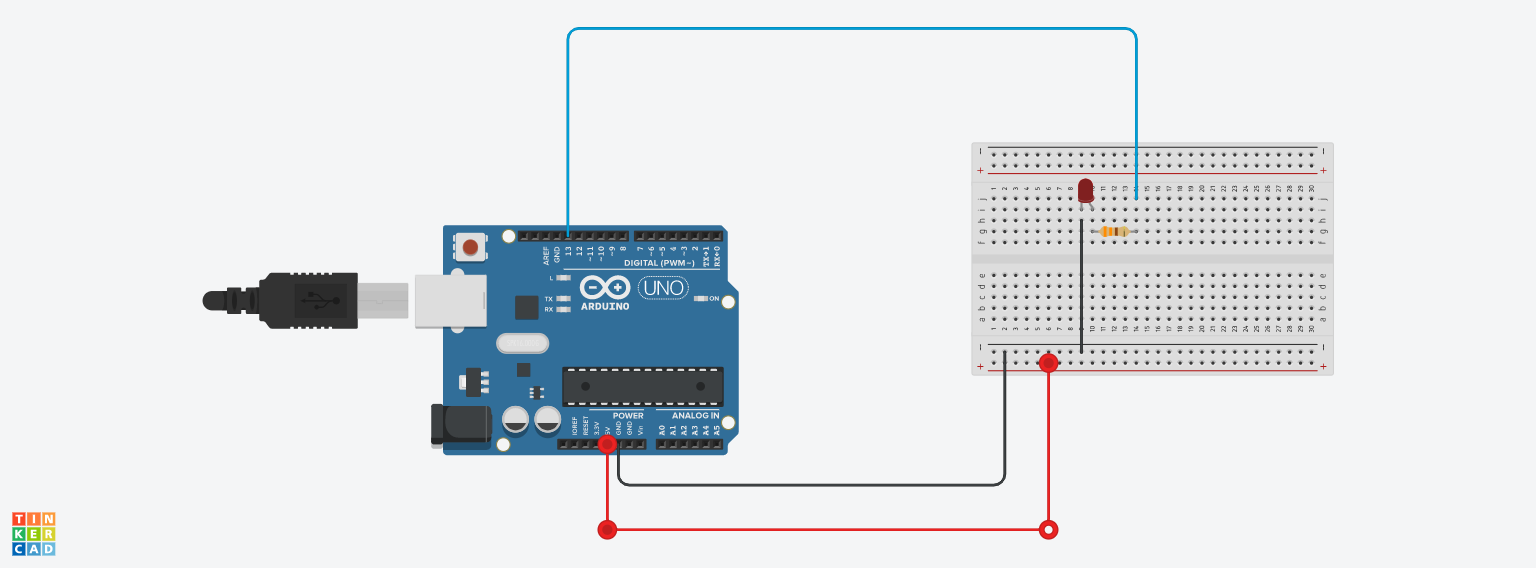 AREF
GND
13
12
~11
~10
~9
8
7
~6
~5
4
~3
2
TX→1
RX←0
DIGITAL (PWM~)
L
TX
RX
ARDUINO
UNO
ON
POWER
ANALOG IN
IOREF
RESET
3.3V
5V
GND
GND
Vin
A0
A1
A2
A3
A4
A5
− −
+ +
1 2 3 4 5 6 7 8 11 12 13 15 16 17 18 19 20 21 22 23 24 25 26 27 28 29 30
j j
i i
h h
g g
f f
e e
d d
c c
b b
a a
1 2 3 4 5 6 7 8 10 11 12 13 14 15 16 17 18 19 20 21 22 23 24 25 26 27 28 29 30
− −
+ +
TIN
KER
CAD